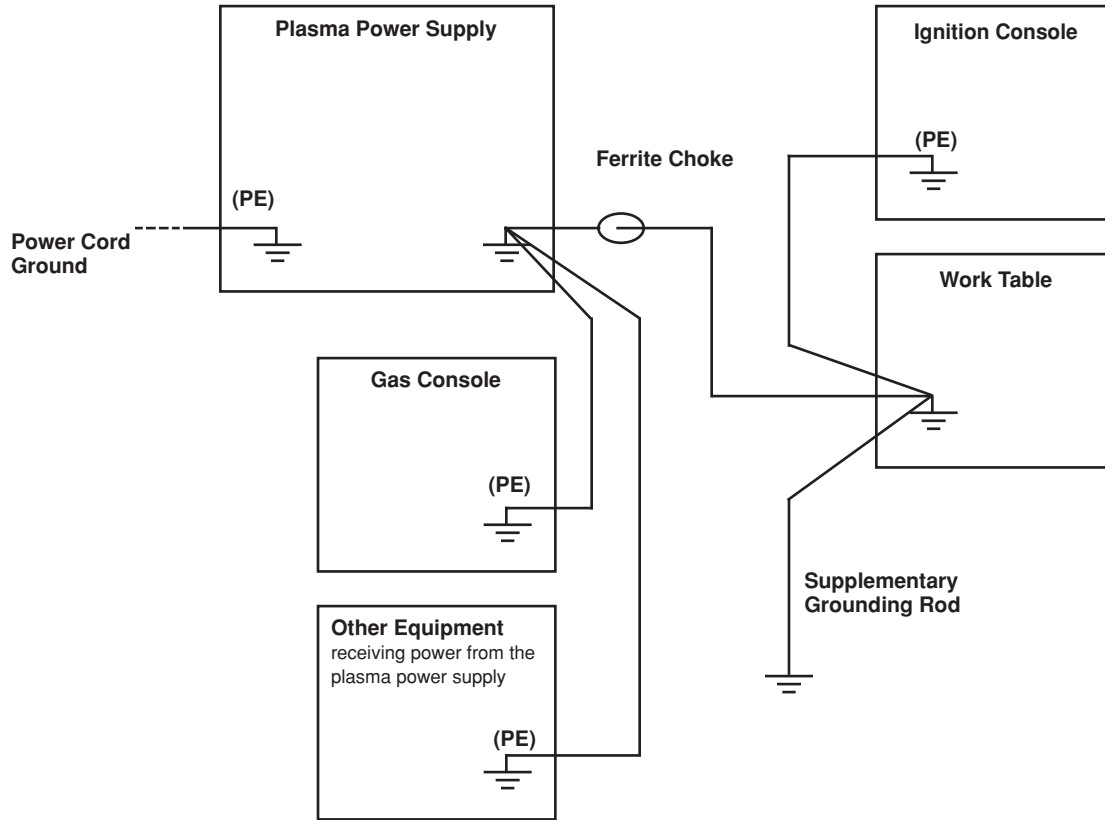 Plasma Power Supply
Ignition Console
(PE)
Ferrite Choke
(PE)
Power Cord
Ground
Work Table
Gas Console
(PE)
Supplementary
Grounding Rod
Other Equipment
receiving power from the
plasma power supply
(PE)